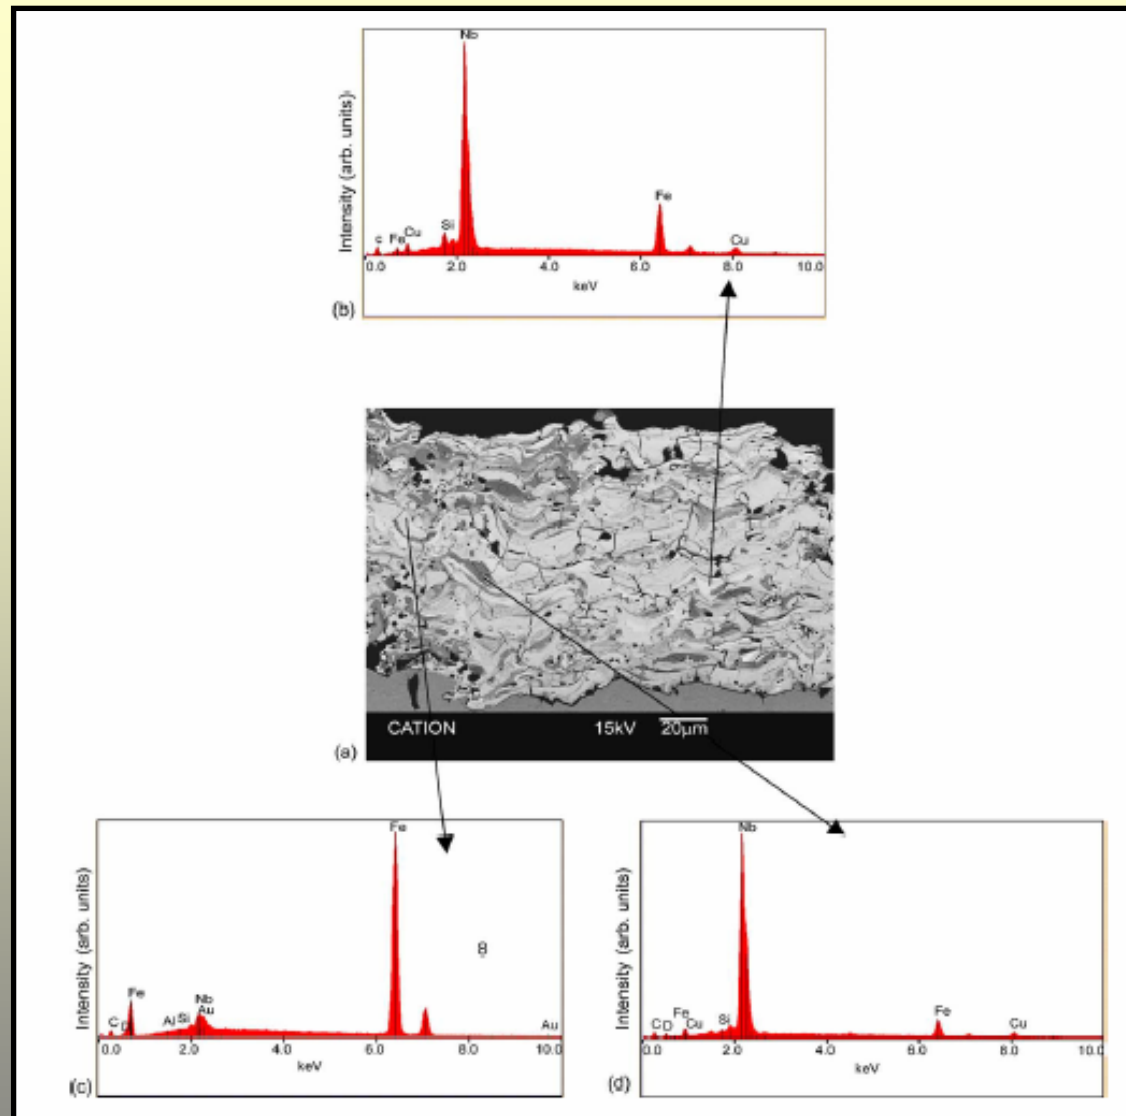 Nb
Intensity (arb. units)
Fe
Si
Cu
c Fe Cu
0.0 2.0 4.0 6.0 8.0 10.0
keV
(b)
CATION 15kV 20µm
(a)
Fe
Intensity (arb. units)
8
Fe
Nb
C Al Si Au Au
0.0 2.0 4.0 6.0 8.0 10.0
keV
(c)
Nb
Intensity (arb. units)
Fe Fe
C O Cu Si Cu
0.0 2.0 4.0 6.0 8.0 10.0
keV
(d)